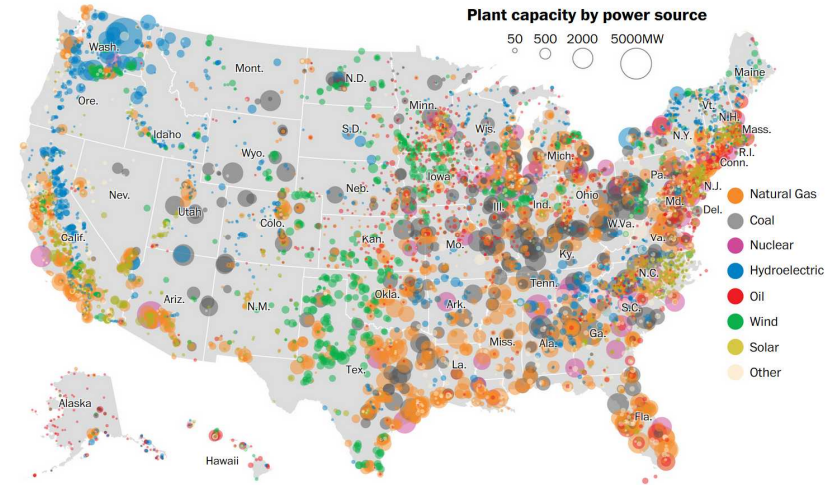 Plant capacity by power source
50 500 2000 5000MW
Wash.
Mont.
N.D.
Minn.
Maine
Ore.
Idaho
S.D.
Wis.
Vt.
N.H.
Wyo.
Mich.
N.Y.
Mass.
R.I.
Conn.
Nev.
Utah
Neb.
Iowa
Ill.
Ind.
Ohio
Pa.
N.J.
Md.
Del.
Calif.
Colo.
Kan.
Mo.
Ky.
W.Va.
Va.
Ariz.
N.M.
Okla.
Ark.
Tenn.
N.C.
S.C.
Tex.
La.
Miss.
Ala.
Ga.
Fla.
Alaska
Hawaii
Natural Gas
Coal
Nuclear
Hydroelectric
Oil
Wind
Solar
Other